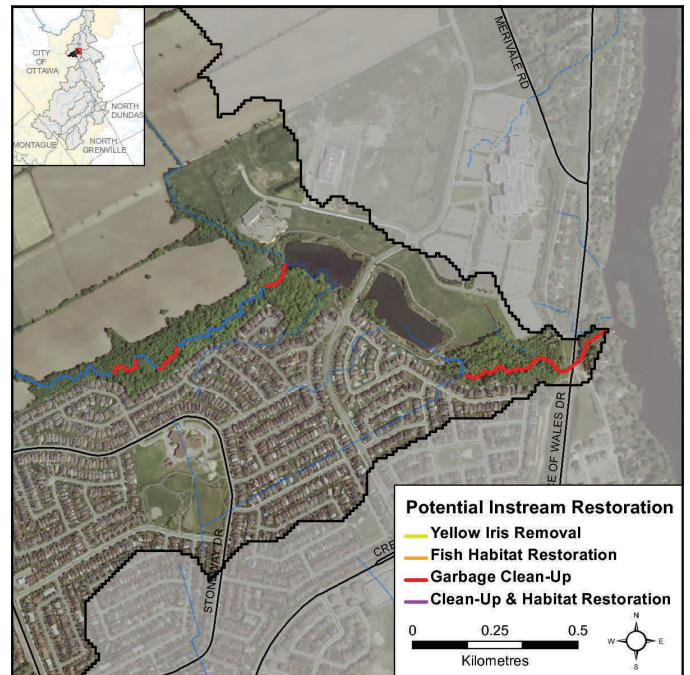 CITY
OF
OTTAWA
NORTH
DUNDAS
NORTH
GRENVILLE
MONTAGUE
MERIVALE RD
CE OF WALES DR
STONEWAY DR
CRE
Potential Instream Restoration
Yellow Iris Removal
Fish Habitat Restoration
Garbage Clean-Up
Clean-Up & Habitat Restoration
0 0.25 0.5
Kilometres
N
W E
S